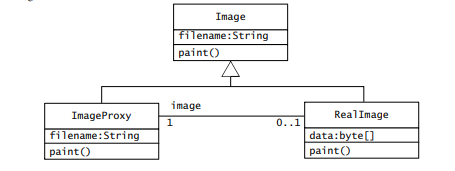 Image
filename:String
paint()
image
ImageProxy
1
0..1
RealImage
filename:String
data:byte[]
paint()
paint()